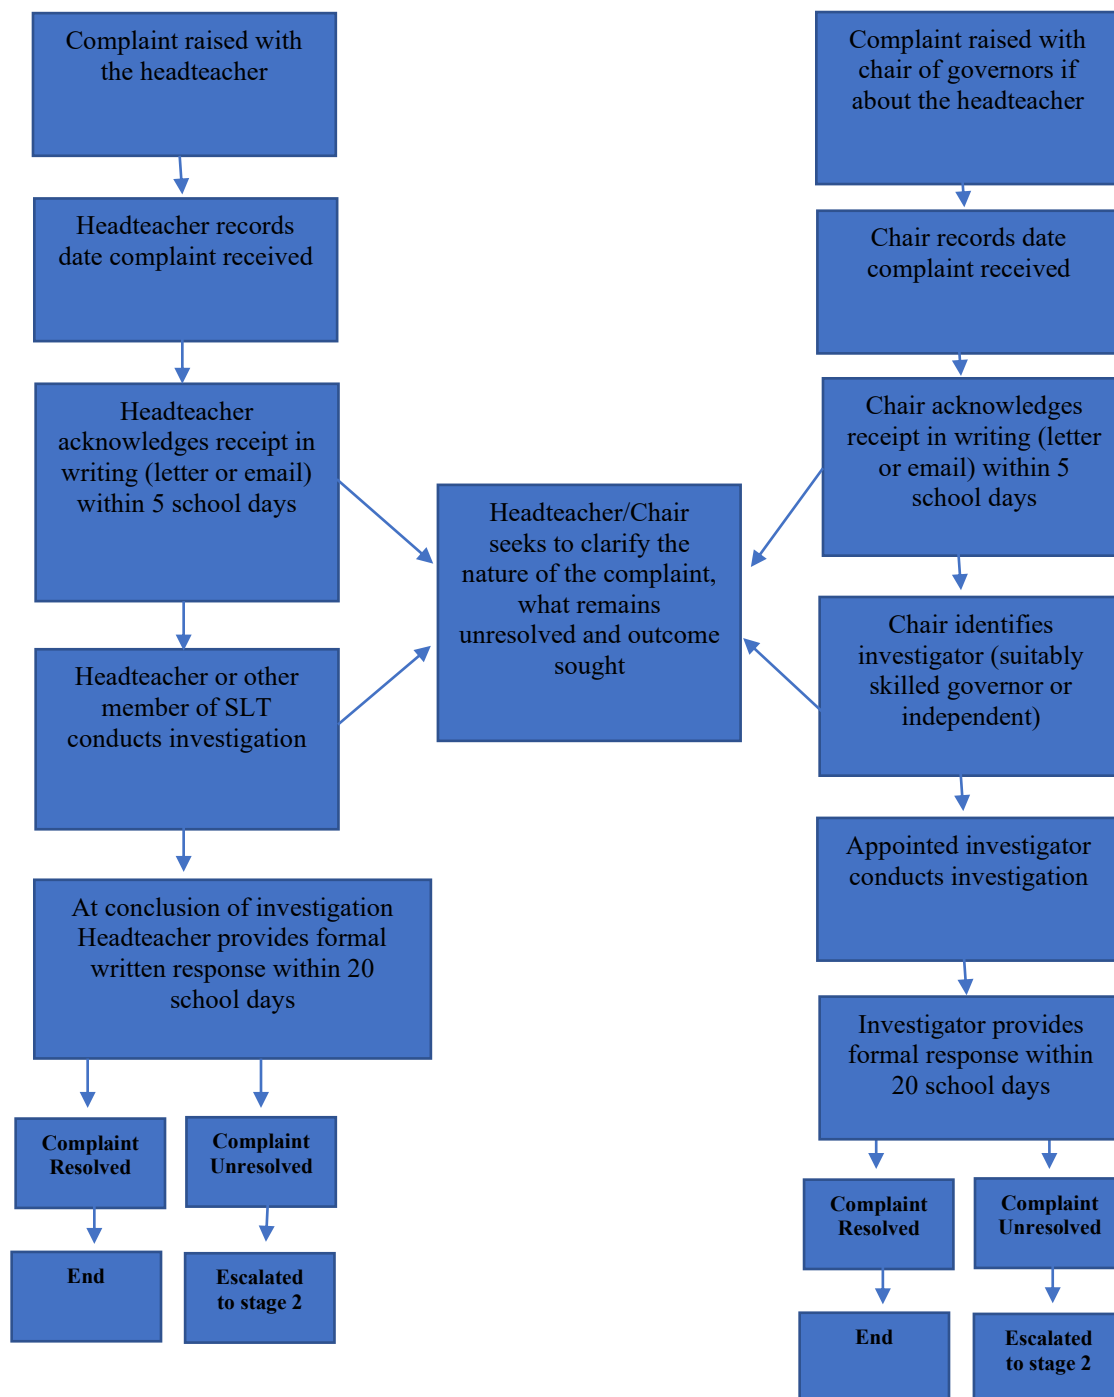 Complaint raised with
the headteacher
Headteacher records
date complaint received
Headteacher
acknowledges receipt in
writing (letter or email)
within 5 school days
Headteacher or other
member of SLT
conducts investigation
At conclusion of investigation
Headteacher provides formal
written response within 20
school days
Complaint
Resolved
Complaint
Unresolved
End
Escalated
to stage 2
Headteacher/Chair
seeks to clarify the
nature of the complaint,
what remains
unresolved and outcome
sought
Complaint raised with
chair of governors if
about the headteacher
Chair records date
complaint received
Chair acknowledges
receipt in writing (letter
or email) within 5
school days
Chair identifies
investigator (suitably
skilled governor or
independent)
Appointed investigator
conducts investigation
Investigator provides
formal response within
20 school days
Complaint
Resolved
Complaint
Unresolved
End
Escalated
to stage 2